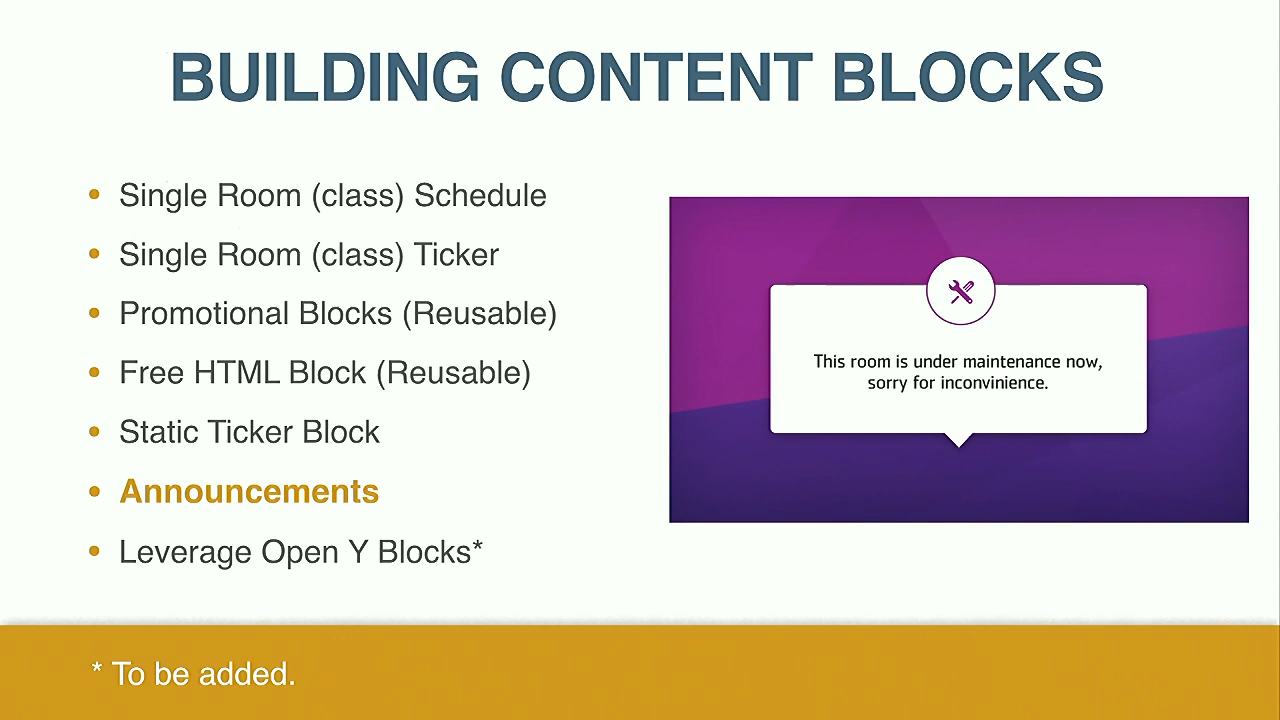 BUILDING CONTENT BLOCKS
• Single Room (class) Schedule
• Single Room (class) Ticker
• Promotional Blocks (Reusable)
• Free HTML Block (Reusable)
• Static Ticker Block
• Announcements
• Leverage Open Y Blocks*
This room is under maintenance now,
sorry for inconvinience.
* To be added.